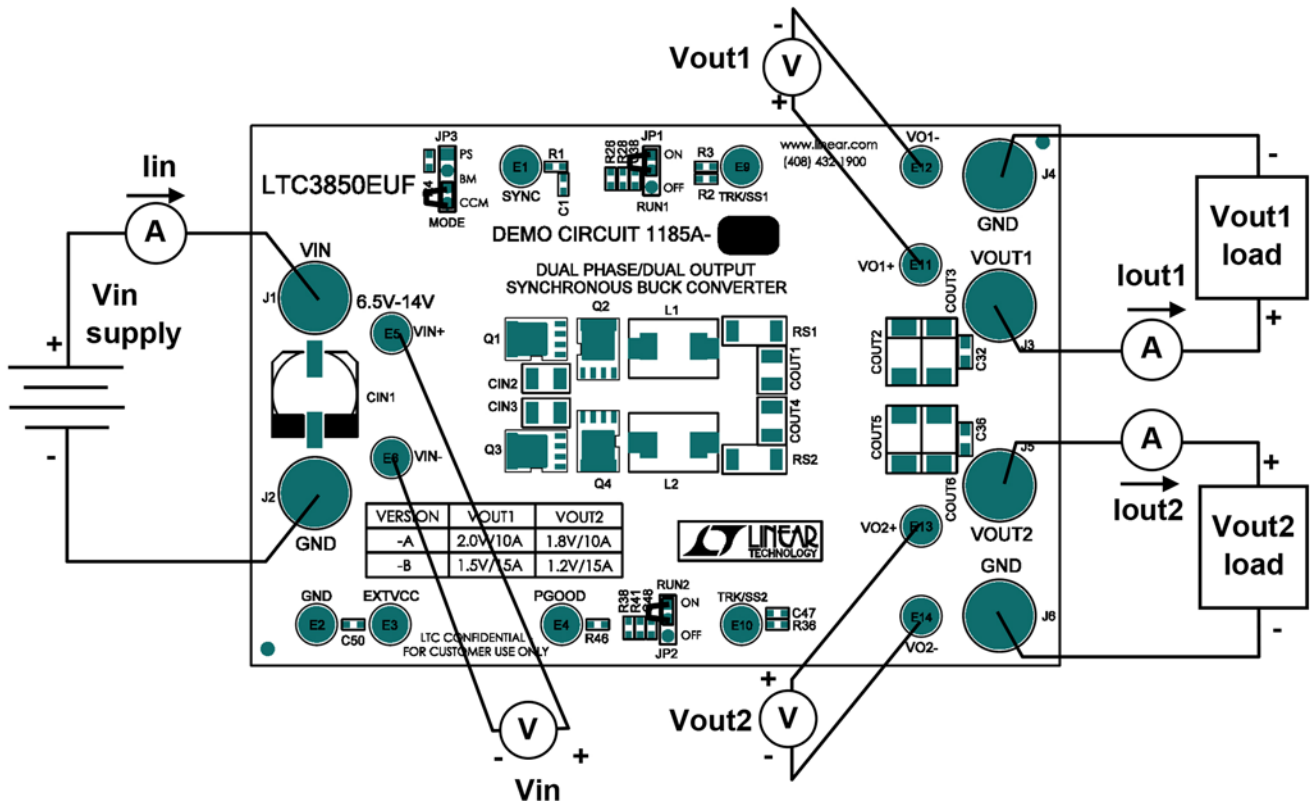 Vout1
-
V
+
Iin
A
Vin
supply
+
-
JP3
PS
BM
CCM
MODE
LTC3850EUF
E1
SYNC
R1
C1
R26
R28
JP1
ON
OFF
RUN1
R3
R2
E9
TRK/SS1
www.linear.com
(408) 432-1900
VO1-
E12
J4
GND
-
Vout1
load
+
DEMO CIRCUIT 1185A-
DUAL PHASE/DUAL OUTPUT
SYNCHRONOUS BUCK CONVERTER
VO1+
E11
VOUT1
COUT3
J3
Iout1
A
VIN
J1
6.5V-14V
E5
VIN+
CIN1
VIN-
J2
GND
Q1
Q2
L1
RS1
CIN2
COUT1
CIN3
COUT4
Q3
Q4
L2
RS2
COUT2
C32
COUT5
C36
J5
COUT6
VOUT2
A
Iout2
+
Vout2
load
-
VERSION VOUT1 VOUT2
-A 2.0V/10A 1.8V/10A
-B 1.5V/15A 1.2V/15A
LINEAR
TECHNOLOGY
VO2+
E13
GND
J6
GND
E2
C50
EXTVCC
E3
LTC CONFIDENTIAL-
FOR CUSTOMER USE ONLY
PGOOD
E4
R46
R38
R41
RUN2
ON
OFF
JP2
TRK/SS2
E10
C47
R36
E14
VO2-
V
-
+
Vin
+
Vout2
V
-